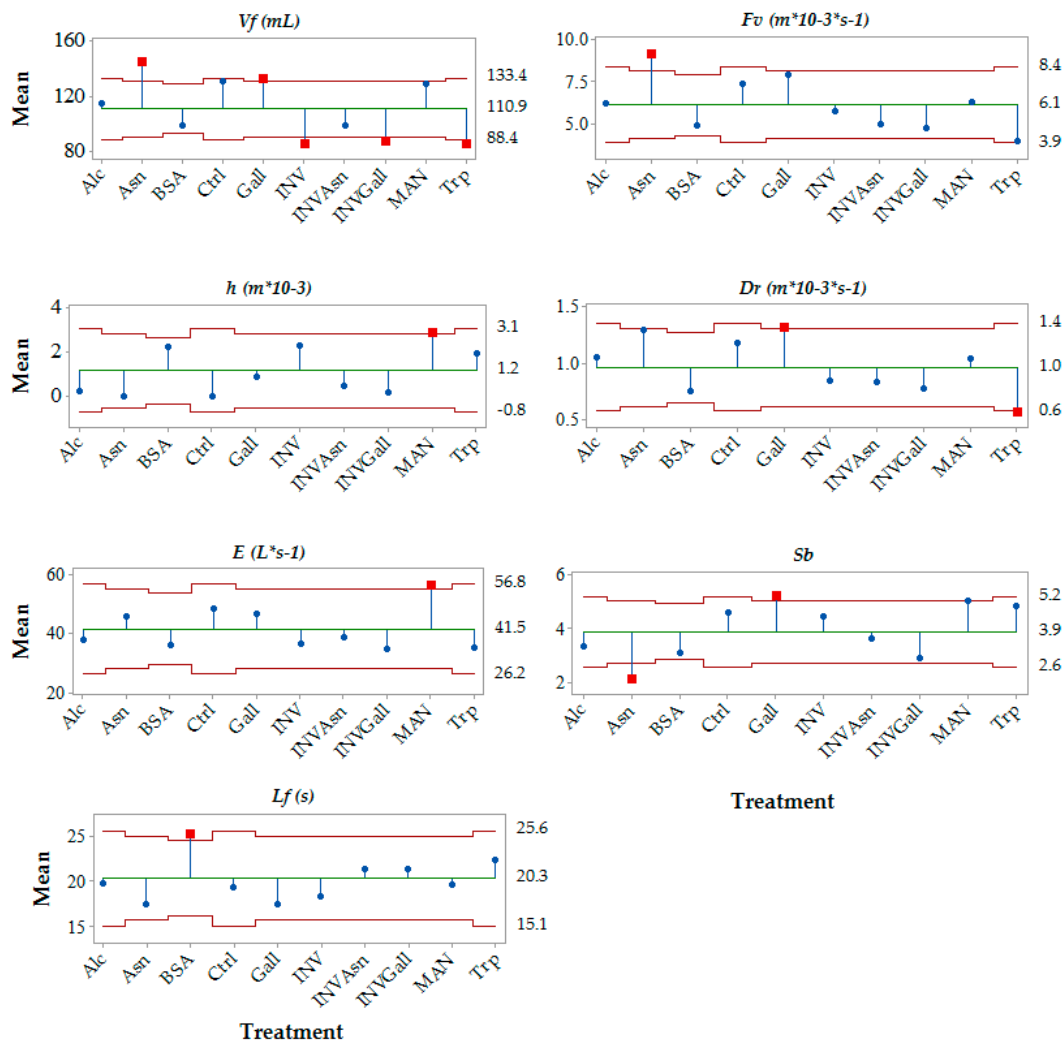 Vf (mL)
160
120
80
Mean
133.4
110.9
88.4
Alc
Asn
BSA
Ctrl
Gall
INV
INVAsn
INVGall
MAN
Trp
Fv (m*10-3*s-1)
10.0
7.5
5.0
8.4
6.1
3.9
Alc
Asn
BSA
Ctrl
Gall
INV
INVAsn
INVGall
MAN
Trp
h (m*10-3)
4
2
0
3.1
1.2
-0.8
Alc
Asn
BSA
Ctrl
Gall
INV
INVAsn
INVGall
MAN
Trp
Dr (m*10-3*s-1)
1.5
1.0
0.5
1.4
1.0
0.6
Alc
Asn
BSA
Ctrl
Gall
INV
INVAsn
INVGall
MAN
Trp
E (L*s-1)
60
40
20
Mean
56.8
41.5
26.2
Alc
Asn
BSA
Ctrl
Gall
INV
INVAsn
INVGall
MAN
Trp
Sb
6
4
2
5.2
3.9
2.6
Alc
Asn
BSA
Ctrl
Gall
INV
INVAsn
INVGall
MAN
Trp
Treatment
Lf (s)
25
20
15
Mean
25.6
20.3
15.1
Alc
Asn
BSA
Ctrl
Gall
INV
INVAsn
INVGall
MAN
Trp
Treatment